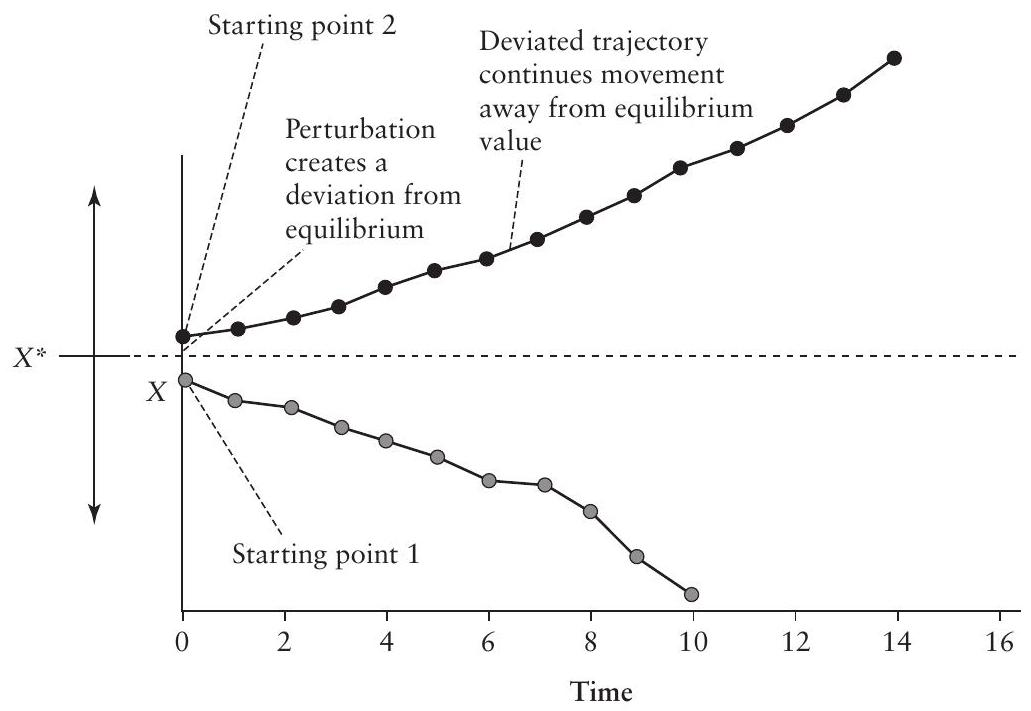 Starting point 2
Deviated trajectory
continues movement
away from equilibrium
value
Perturbation
creates a
deviation from
equilibrium
X*
X
Starting point 1
0 2 4 6 8 10 12 14 16
Time